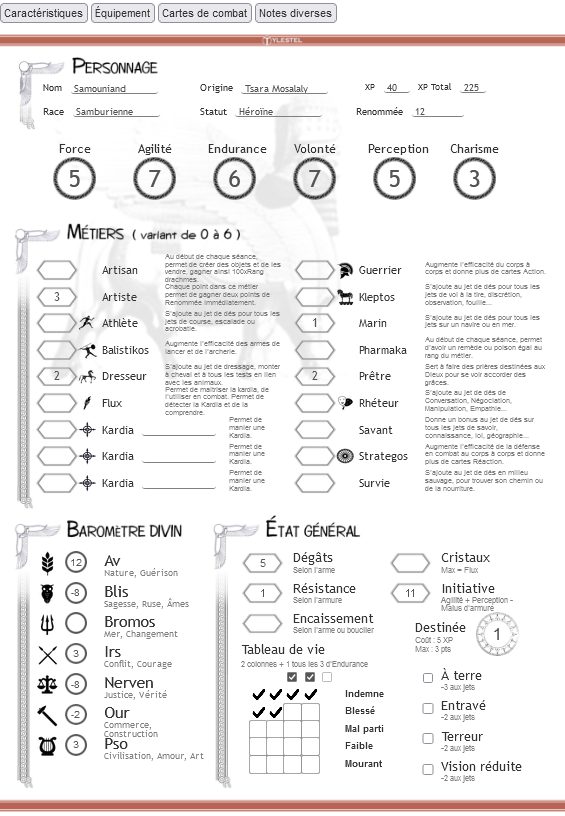 Caractéristiques Équipement Cartes de combat Notes diverses
TYLESTEL
PERSONNAGE
Nom Samouniand Origine Tsara Mosalaly XP 40 XP Total 225
Race Samburienne Statut Héroïne Renommée 12
Force Agilité Endurance Volonté Perception Charisme
5 7 6 7 5 3
MÉTIERS ( variant de 0 à 6 )
Artisan
Au début de chaque séance,
permet de créer des objets et de les
vendre, gagner ainsi 100xRang
drachmes.
3 Artiste
Chaque point dans ce métier
permet de gagner deux points de
Renommée immédiatement.
Athlète
S'ajoute au jet de dés pour tous les
jets de course, escalade ou
acrobatie.
Balistikos
Augmente l'efficacité des armes de
lancer et de l'archerie.
2 Dresseur
S'ajoute au jet de dressage, monter
à cheval et à tous les tests en lien
avec les animaux.
Flux
Permet de maitriser la kardia, de
l'utiliser en combat. Permet de
détecter la Kardia et de la
comprendre.
Kardia
Permet de
manier une
Kardia.
Kardia
Permet de
manier une
Kardia.
Kardia
Permet de
manier une
Kardia.
Guerrier
Augmente l'efficacité du corps à
corps et donne plus de cartes Action.
Kleptos
S'ajoute au jet de dés pour tous les
jets de vol à la tire, discrétion,
observation, fouille...
1 Marin
S'ajoute au jet de dés pour tous les
jets sur un navire ou en mer.
Pharmaka
Au début de chaque séance, permet
d'avoir un remède ou poison égal au
rang du métier.
2 Prêtre
Sert à faire des prières destinées aux
Dieux pour se voir accorder des
grâces.
Rhéteur
S'ajoute au jet de dés de
Conversation, Négociation,
Manipulation, Empathie...
Savant
Donne un bonus au jet de dés sur
tous les jets de savoir,
connaissance, loi, géographie...
Strategos
Augmente l'efficacité de la défense
en combat au corps à corps et donne
plus de cartes Réaction.
Survie
S'ajoute au jet de dés en milieu
sauvage, pour trouver son chemin ou
de la nourriture.
BAROMÈTRE DIVIN
12 Av
Nature, Guérison
-8 Blis
Sagesse, Ruse, Âmes
Bromos
Mer, Changement
3 Irs
Conflit, Courage
-8 Nerven
Justice, Vérité
-2 Our
Commerce,
Construction
3 Pso
Civilisation, Amour, Art
ÉTAT GÉNÉRAL
5 Dégâts
Selon l'arme
1 Résistance
Selon l'armure
Encaissement
Selon l'arme ou bouclier
Cristaux
Max = Flux
11 Initiative
Agilité + Perception -
Malus d'armure
Destinée
Coût : 5 XP
Max : 3 pts
1
Tableau de vie
2 colonnes + 1 tous les 3 d'Endurance
Indemne
Blessé
Mal parti
Faible
Mourant
À terre
-3 aux jets
Entravé
-2 aux jets
Terreur
-2 aux jets
Vision réduite
-2 aux jets